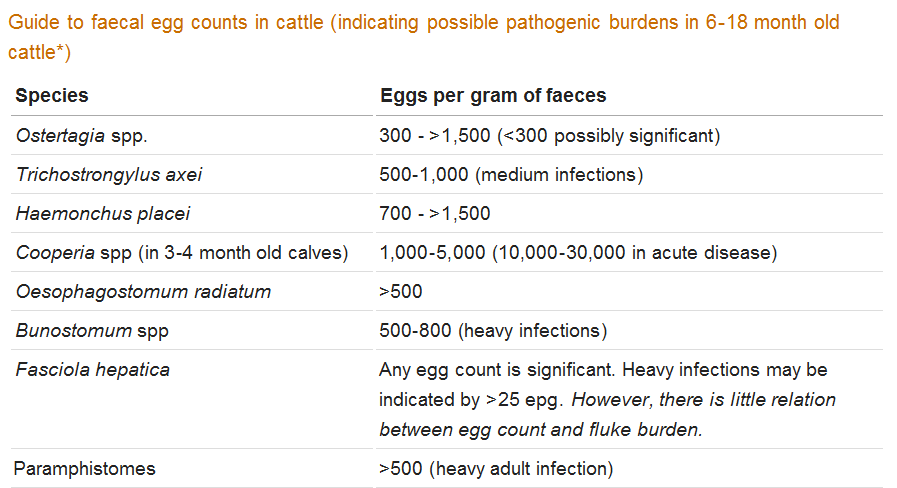 Guide to faecal egg counts in cattle (indicating possible pathogenic burdens in 6-18 month old
cattle*)
Species Eggs per gram of faeces
Ostertagia spp. 300 - >1,500 (<300 possibly significant)
Trichostrongylus axei 500-1,000 (medium infections)
Haemonchus placei 700 - >1,500
Cooperia spp (in 3-4 month old calves) 1,000-5,000 (10,000-30,000 in acute disease)
Oesophagostomum radiatum >500
Bunostomum spp 500-800 (heavy infections)
Fasciola hepatica Any egg count is significant. Heavy infections may be
indicated by >25 epg. However, there is little relation
between egg count and fluke burden.
Paramphistomes >500 (heavy adult infection)